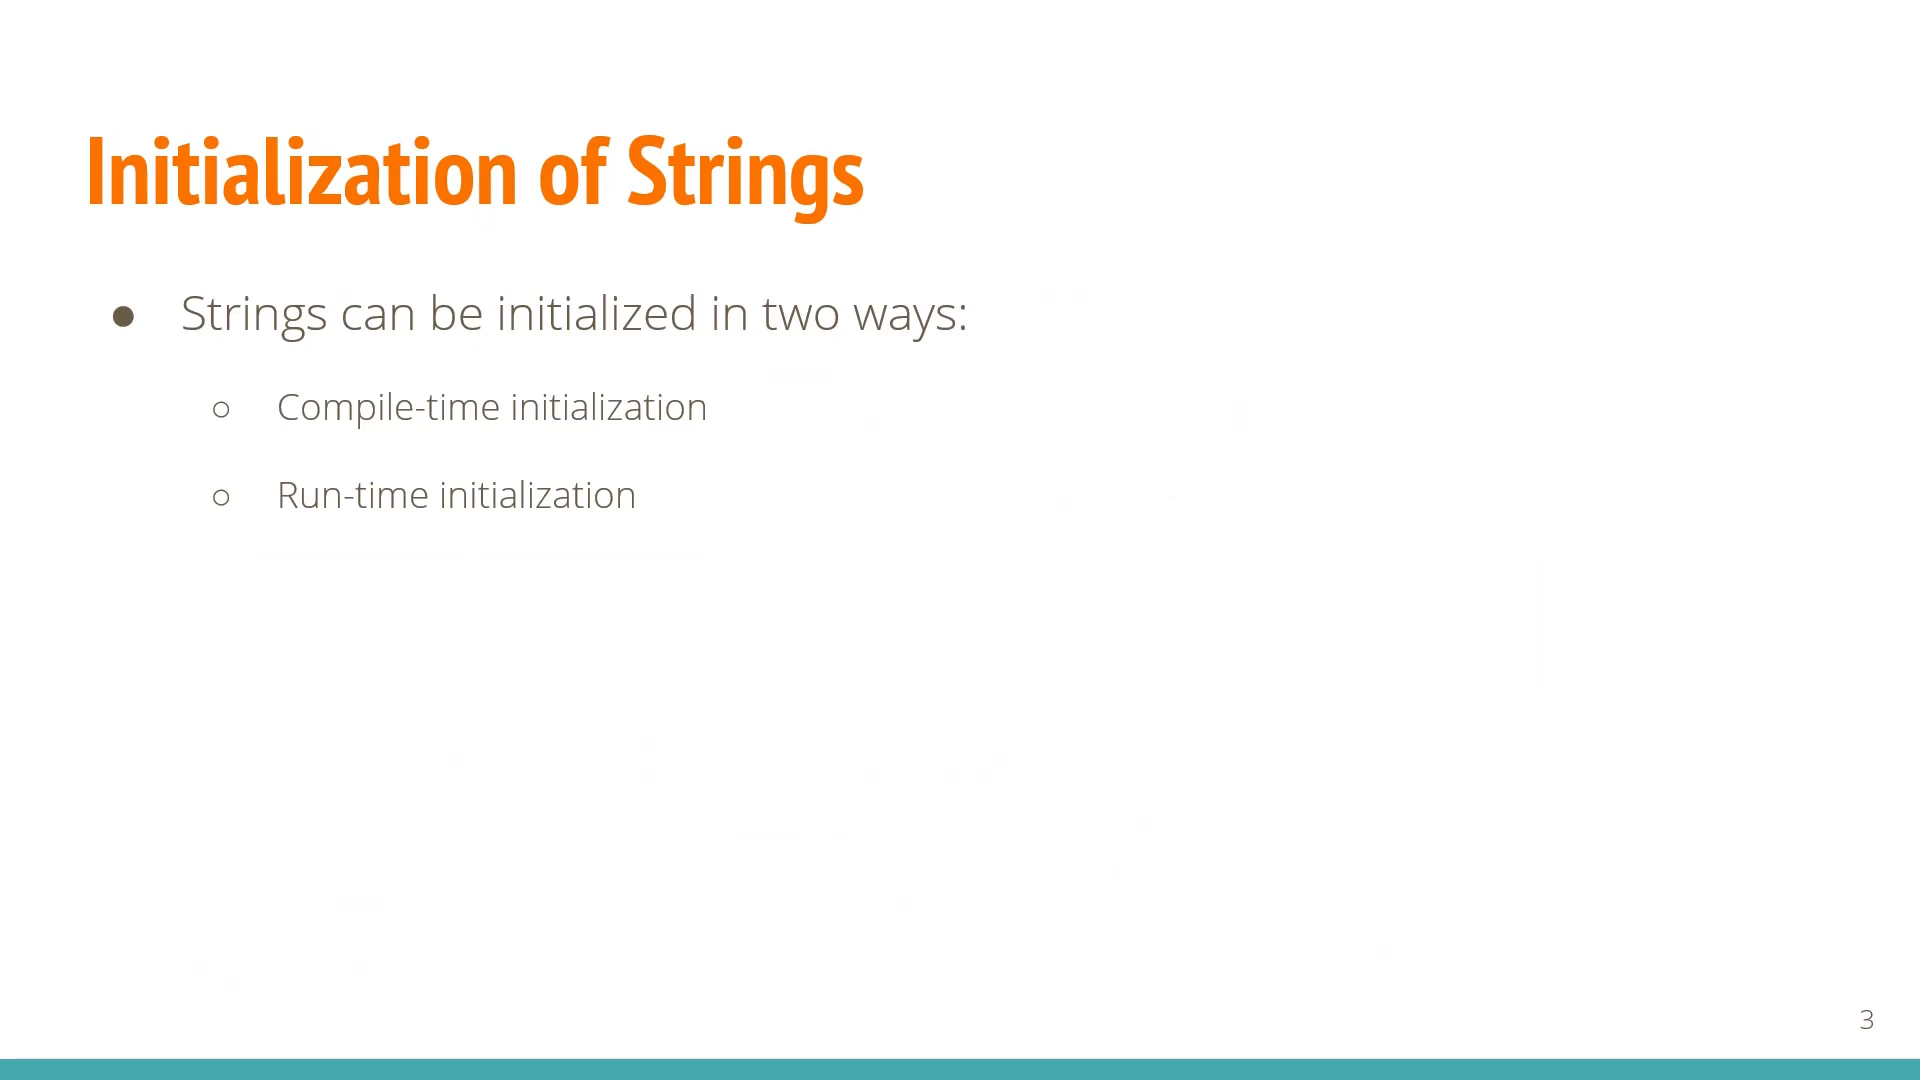 Initialization of Strings
● Strings can be initialized in two ways:
○ Compile-time initialization
○ Run-time initialization
3